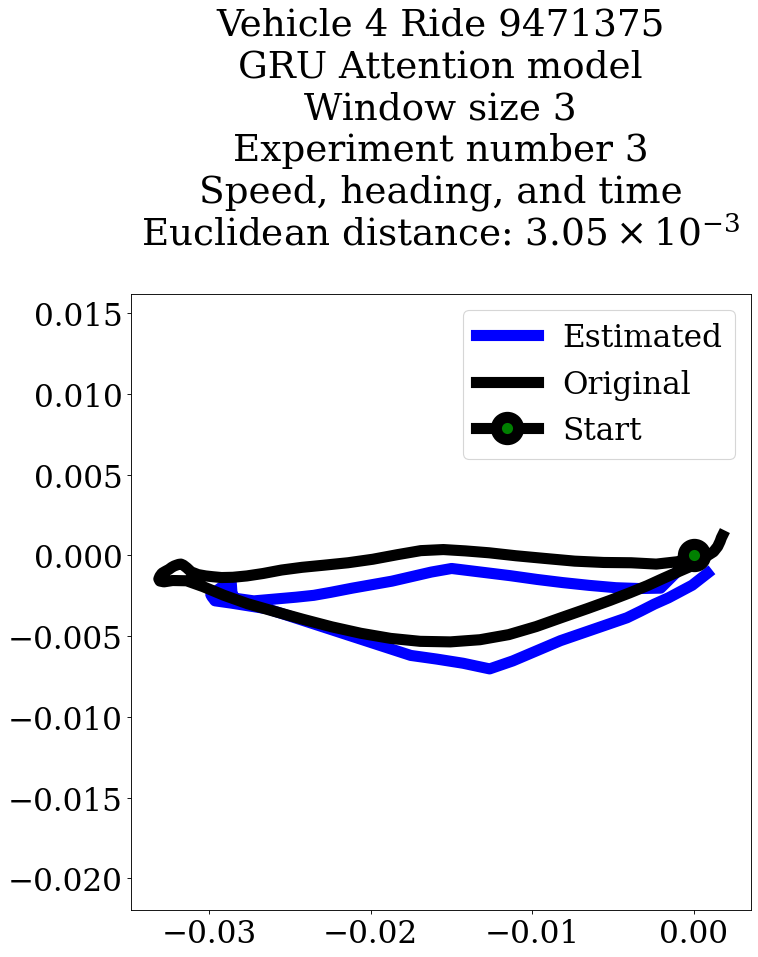 Vehicle 4 Ride 9471375
GRU Attention model
Window size 3
Experiment number 3
Speed, heading, and time
Euclidean distance: 3.05 × 10⁻³
0.015
0.010
0.005
0.000
−0.005
−0.010
−0.015
−0.020
Estimated
Original
Start
−0.03
−0.02
−0.01
0.00